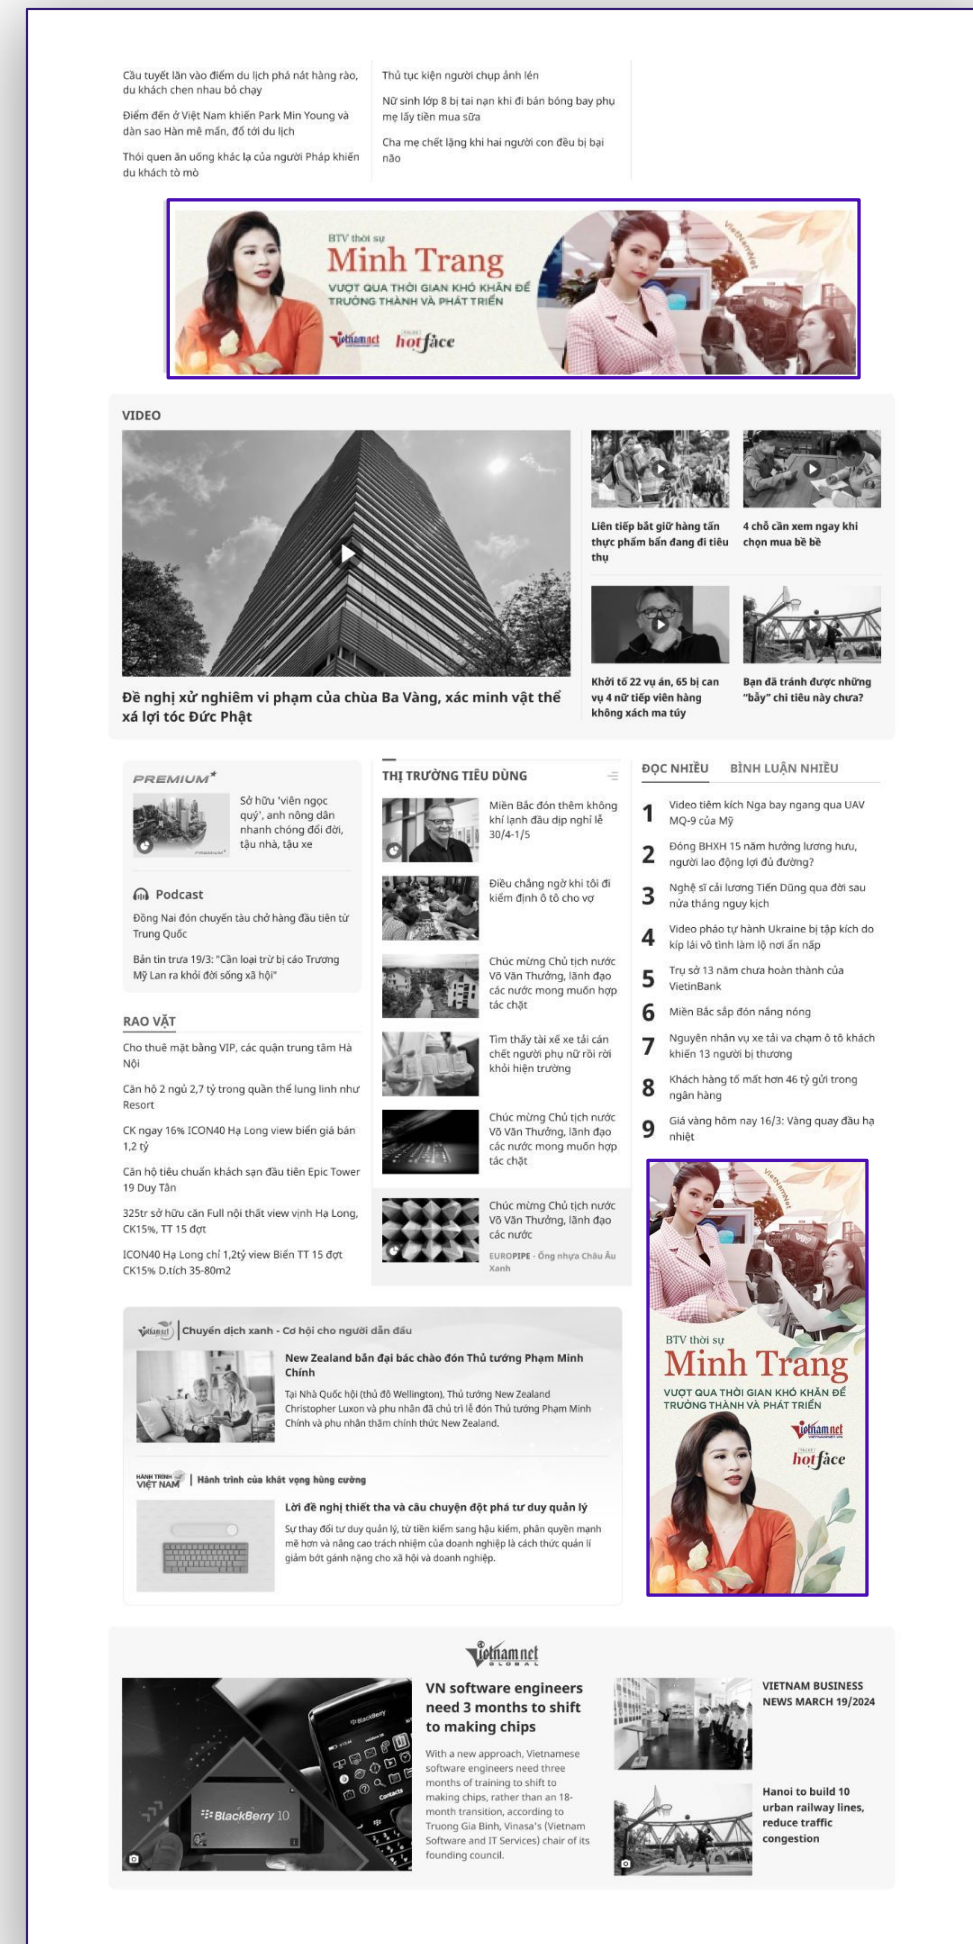 Cầu tuyết lăn vào điểm du lịch phá nát hàng rào,
du khách chen nhau bỏ chạy
Điểm đến ở Việt Nam khiến Park Min Young và
dàn sao Hàn mê mẩn, đổ tới du lịch
Thói quen ăn uống khác lạ của người Pháp khiến
du khách tò mò
Thủ tục kiện người chụp ảnh lén
Nữ sinh lớp 8 bị tai nạn khi đi bán bóng bay phụ
mẹ lấy tiền mua sữa
Cha mẹ chết lặng khi hai người con đều bị bại
não
BTV thời sự
Minh Trang
VƯỢT QUA THỜI GIAN KHÓ KHĂN ĐỂ
TRƯỞNG THÀNH VÀ PHÁT TRIỂN
Vietnamnet
hotface
VietNamNet
VIDEO
Đề nghị xử nghiêm vi phạm của chùa Ba Vàng, xác minh vật thể
xá lợi tóc Đức Phật
Liên tiếp bắt giữ hàng tấn
thực phẩm bẩn đang đi tiêu
thụ
4 chỗ cần xem ngay khi
chọn mua bề bề
Khởi tố 22 vụ án, 65 bị can
vụ 4 nữ tiếp viên hàng
không xách ma túy
Bạn đã tránh được những
“bẫy” chi tiêu này chưa?
PREMIUM
Sở hữu 'viên ngọc
quý', anh nông dân
nhanh chóng đổi đời,
tậu nhà, tậu xe
PREMIUM
Podcast
Đồng Nai đón chuyến tàu chở hàng đầu tiên từ
Trung Quốc
Bản tin trưa 19/3: "Cần loại trừ bị cáo Trương
Mỹ Lan ra khỏi đời sống xã hội"
RAO VẶT
Cho thuê mặt bằng VIP, các quận trung tâm Hà
Nội
Căn hộ 2 ngủ 2,7 tỷ trong quần thể lung linh như
Resort
CK ngay 16% ICON40 Hạ Long view biển giá bán
1,2 tỷ
Căn hộ tiêu chuẩn khách sạn đầu tiên Epic Tower
19 Duy Tân
325tr sở hữu căn Full nội thất view vịnh Hạ Long,
CK15%, TT 15 đợt
ICON40 Hạ Long chỉ 1,2tỷ view Biển TT 15 đợt
CK15% D.tích 35-80m2
THỊ TRƯỜNG TIÊU DÙNG
Miền Bắc đón thêm không
khí lạnh đầu dịp nghỉ lễ
30/4-1/5
Điều chẳng ngờ khi tôi đi
kiểm định ô tô cho vợ
Chúc mừng Chủ tịch nước
Võ Văn Thưởng, lãnh đạo
các nước mong muốn hợp
tác chặt
Tìm thấy tài xế xe tải cán
chết người phụ nữ rồi rời
khỏi hiện trường
Chúc mừng Chủ tịch nước
Võ Văn Thưởng, lãnh đạo
các nước mong muốn hợp
tác chặt
Chúc mừng Chủ tịch nước
Võ Văn Thưởng, lãnh đạo
các nước
EUROPIPE - Ống nhựa Châu Âu
Xanh
ĐỌC NHIỀU BÌNH LUẬN NHIỀU
1 Video tiêm kích Nga bay ngang qua UAV
MQ-9 của Mỹ
2 Đóng BHXH 15 năm hưởng lương hưu,
người lao động lợi đủ đường?
3 Nghệ sĩ cải lương Tiến Dũng qua đời sau
nửa tháng nguy kịch
4 Video pháo tự hành Ukraine bị tập kích do
kíp lái vô tình làm lộ nơi ẩn nấp
5 Trụ sở 13 năm chưa hoàn thành của
VietinBank
6 Miền Bắc sắp đón nắng nóng
7 Nguyên nhân vụ xe tải va chạm ô tô khách
khiến 13 người bị thương
8 Khách hàng tố mất hơn 46 tỷ gửi trong
ngân hàng
9 Giá vàng hôm nay 16/3: Vàng quay đầu hạ
nhiệt
VietNamNet
BTV thời sự
Minh Trang
VƯỢT QUA THỜI GIAN KHÓ KHĂN ĐỂ
TRƯỞNG THÀNH VÀ PHÁT TRIỂN
Vietnamnet
hotface
Vietnamnet Chuyển dịch xanh - Cơ hội cho người dẫn đầu
New Zealand bắn đại bác chào đón Thủ tướng Phạm Minh
Chính
Tại Nhà Quốc hội (thủ đô Wellington), Thủ tướng New Zealand
Christopher Luxon và phu nhân đã chủ trì lễ đón Thủ tướng Phạm Minh
Chính và phu nhân thăm chính thức New Zealand.
HÀNH TRÌNH
VIỆT NAM Hành trình của khát vọng hùng cường
Lời đề nghị thiết tha và câu chuyện đột phá tư duy quản lý
Sự thay đổi tư duy quản lý, từ tiền kiểm sang hậu kiểm, phân quyền mạnh
mẽ hơn và nâng cao trách nhiệm của doanh nghiệp là cách thức quản lí
giảm bớt gánh nặng cho xã hội và doanh nghiệp.
Vietnamnet
GLOBAL
BlackBerry
Contacts
BlackBerry 10
VN software engineers
need 3 months to shift
to making chips
With a new approach, Vietnamese
software engineers need three
months of training to shift to
making chips, rather than an 18-
month transition, according to
Truong Gia Binh, Vinasa's (Vietnam
Software and IT Services) chair of its
founding council.
VIETNAM BUSINESS
NEWS MARCH 19/2024
Hanoi to build 10
urban railway lines,
reduce traffic
congestion